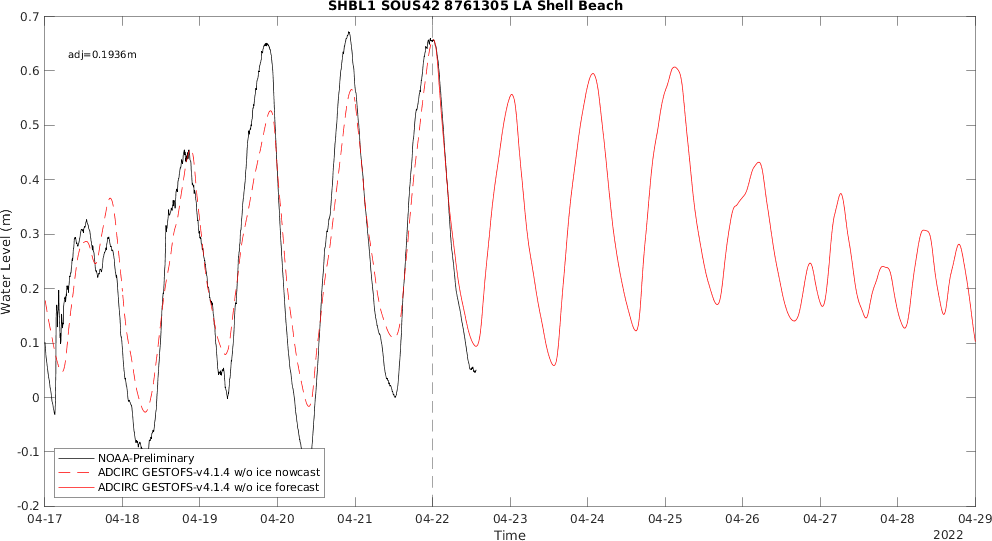 SHBL1 SOUS42 8761305 LA Shell Beach
adj=0.1936m
0.7
0.6
0.5
0.4
0.3
0.2
0.1
0
-0.1
-0.2
Water Level (m)
NOAA-Preliminary
ADCIRC GESTOFS-v4.1.4 w/o ice nowcast
ADCIRC GESTOFS-v4.1.4 w/o ice forecast
04-17 04-18 04-19 04-20 04-21 04-22 04-23 04-24 04-25 04-26 04-27 04-28 04-29
Time
2022